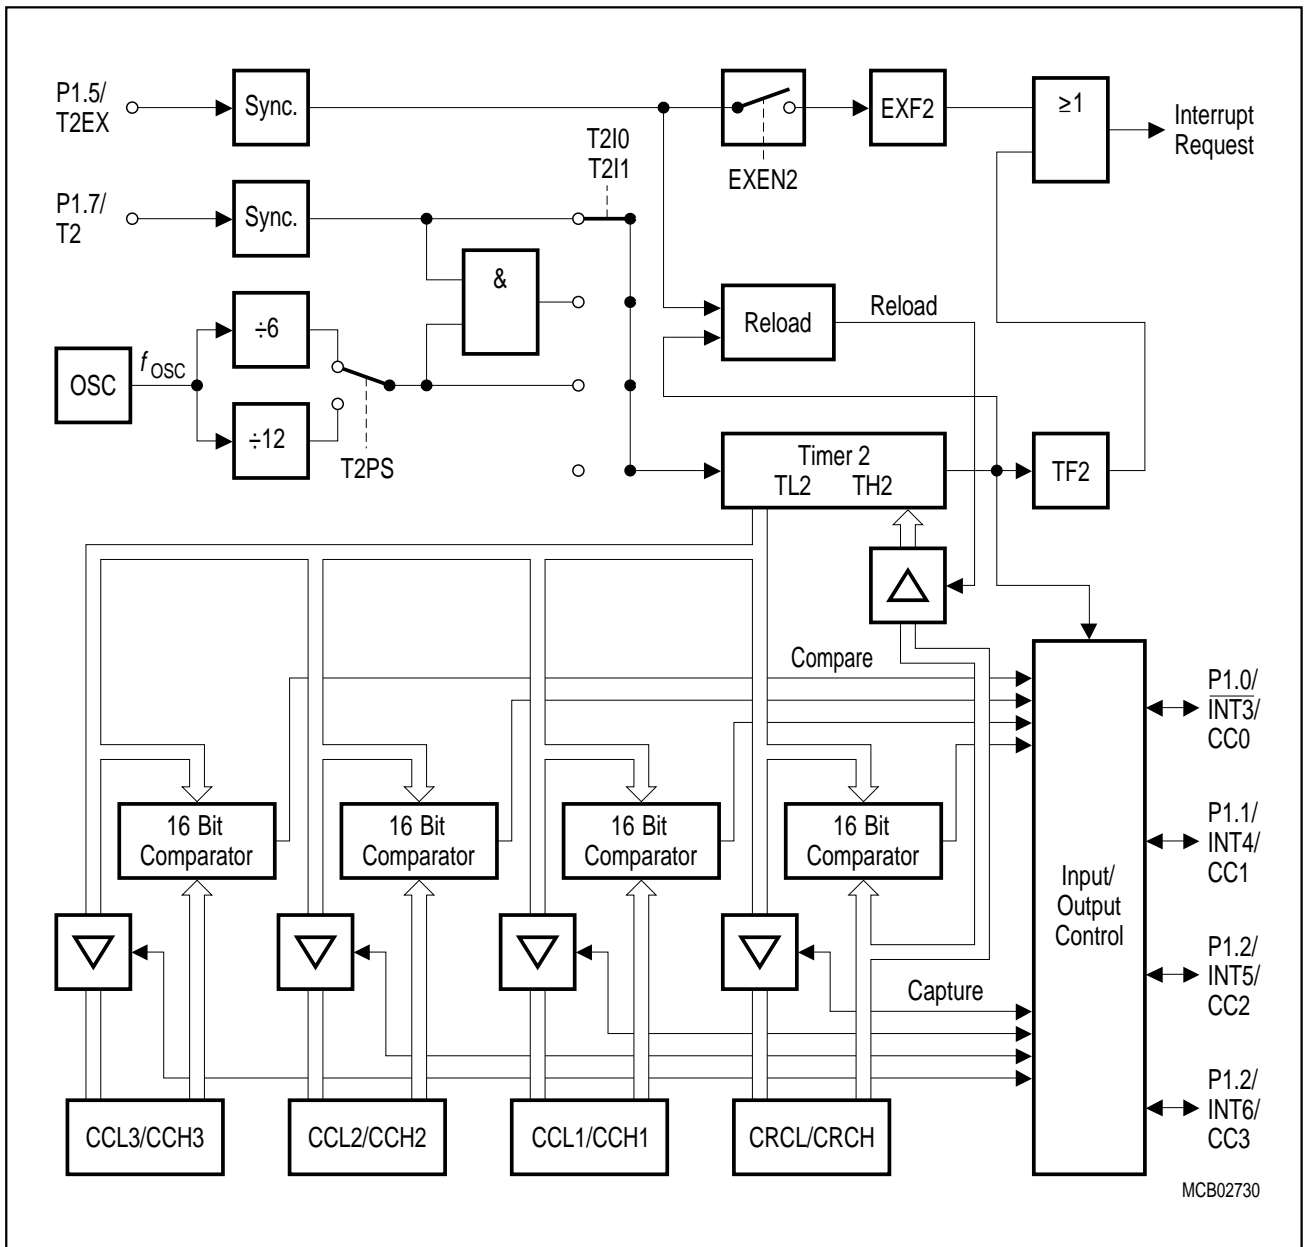 P1.5/
T2EX
Sync.
EXF2
≥1
Interrupt
Request
T2I0
T2I1
EXEN2
P1.7/
T2
Sync.
&
÷6
Reload
Reload
OSC
f OSC
÷12
T2PS
Timer 2
TL2 TH2
TF2
Compare
P1.0/
INT3/
CC0
16 Bit
Comparator
16 Bit
Comparator
16 Bit
Comparator
16 Bit
Comparator
P1.1/
INT4/
CC1
Input/
Output
Control
P1.2/
INT5/
CC2
Capture
P1.2/
INT6/
CC3
CCL3/CCH3
CCL2/CCH2
CCL1/CCH1
CRCL/CRCH
MCB02730